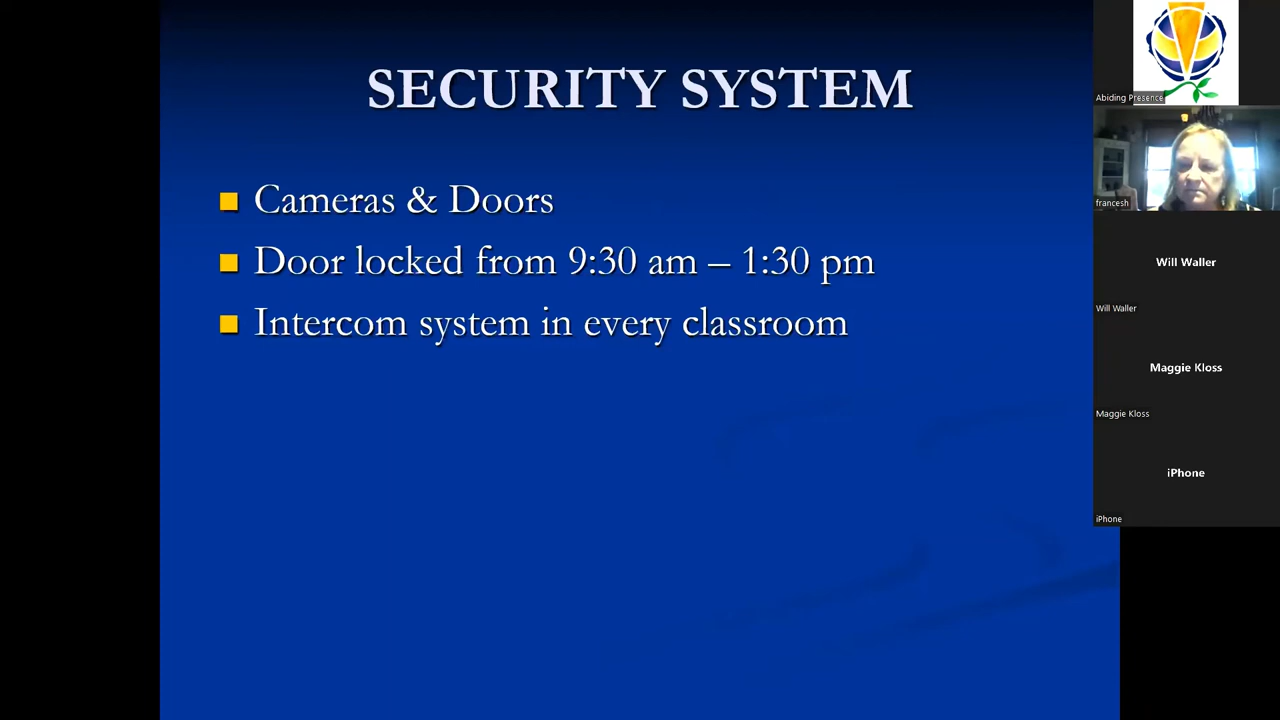 SECURITY SYSTEM
Cameras & Doors
Door locked from 9:30 am – 1:30 pm
Intercom system in every classroom
Abiding Presence
francesh
Will Waller
Will Waller
Maggie Kloss
Maggie Kloss
iPhone
iPhone